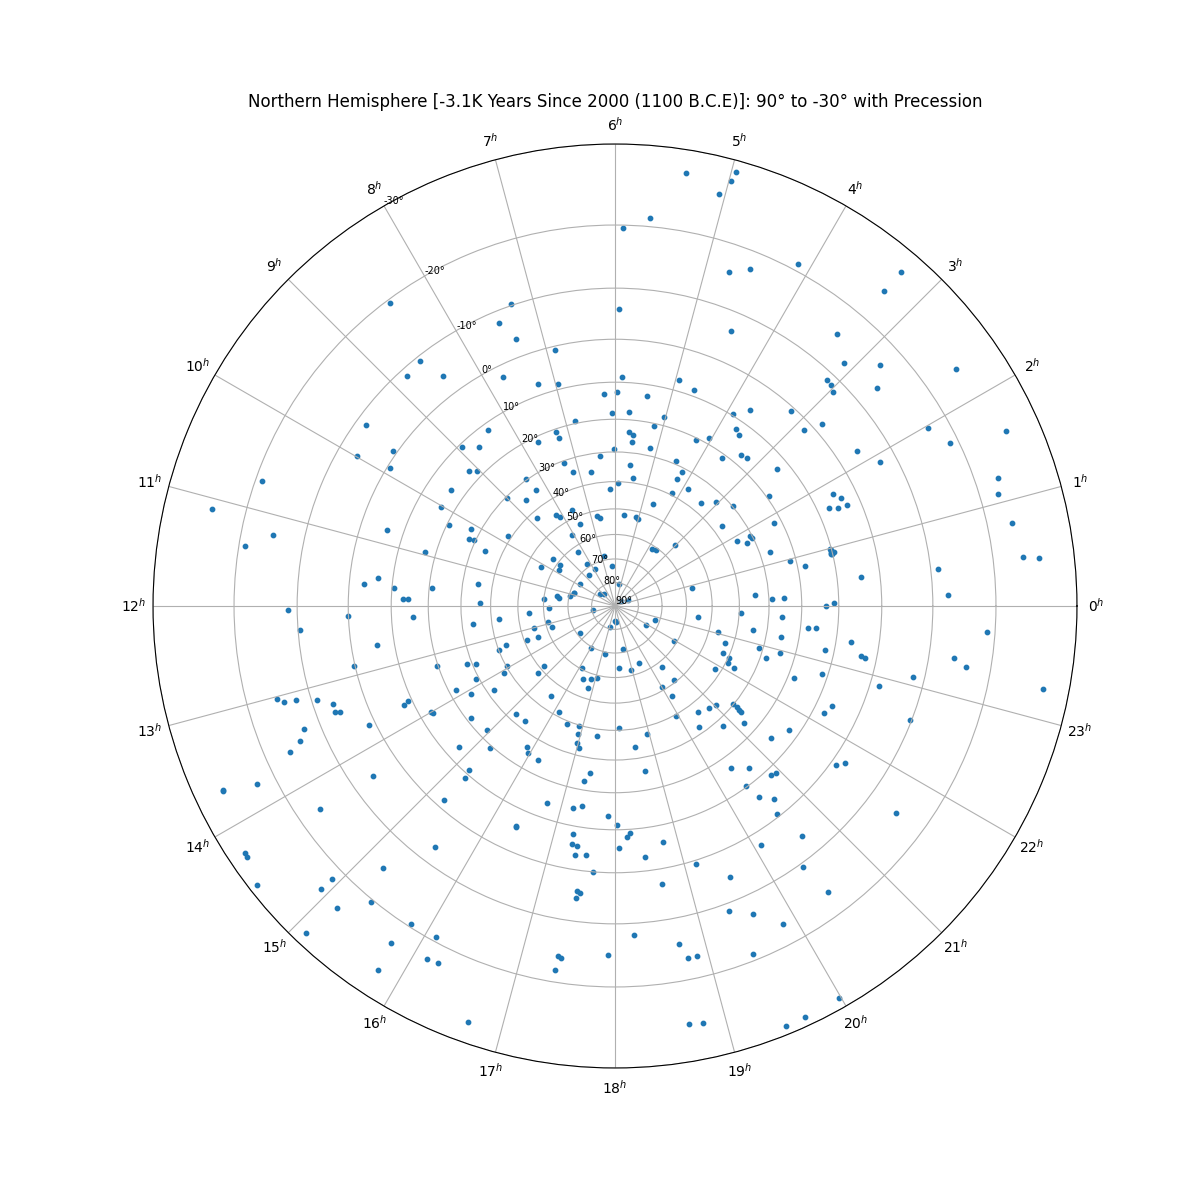 Northern Hemisphere [-3.1K Years Since 2000 (1100 B.C.E)]: 90° to -30° with Precession
6h
7h
5h
8h
4h
-30°
9h
3h
-20°
-10°
10h
2h
0°
10°
20°
30°
11h
1h
40°
50°
60°
70°
80°
90°
12h
0h
13h
23h
14h
22h
15h
21h
16h
20h
17h
19h
18h